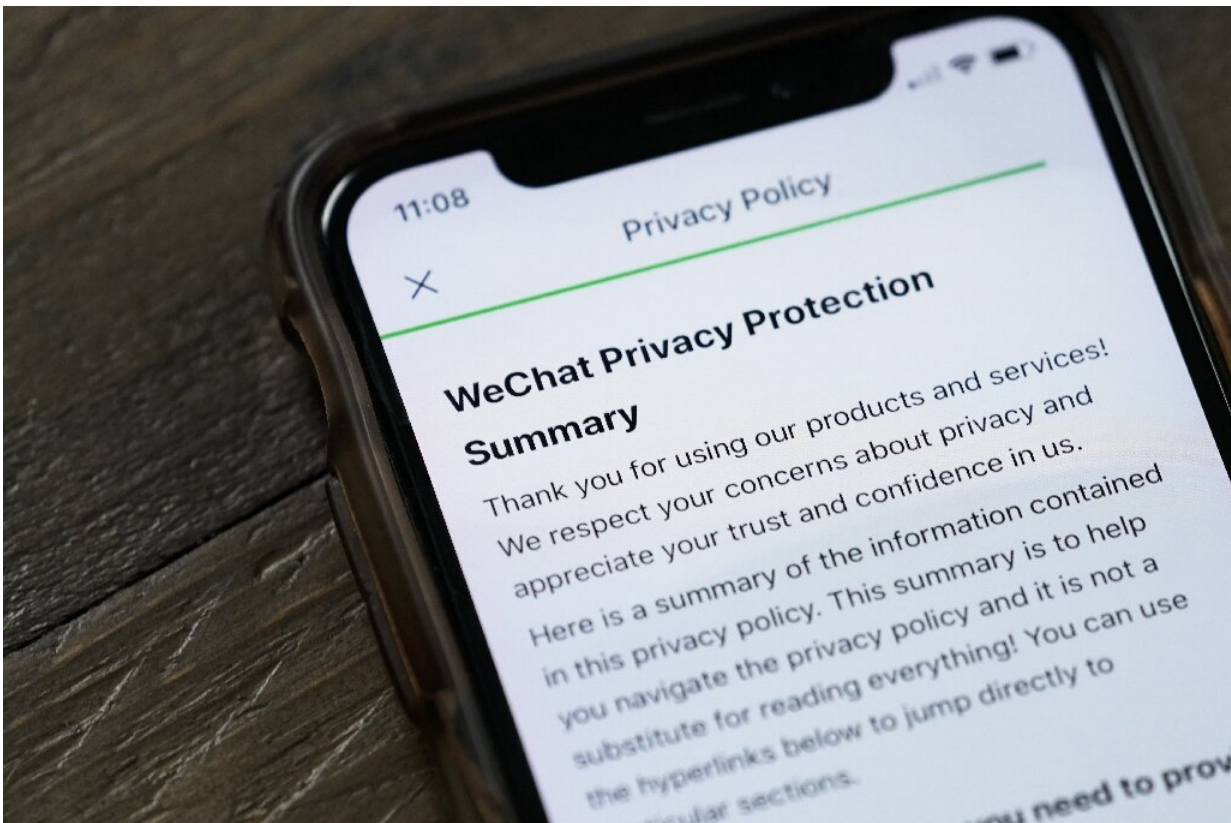 11:08
Privacy Policy
WeChat Privacy Protection
Summary
Thank you for using our products and services!
We respect your concerns about privacy and
appreciate your trust and confidence in us.
Here is a summary of the information contained
in this privacy policy. This summary is to help
you navigate the privacy policy and it is not a
substitute for reading everything! You can use
the hyperlinks below to jump directly to
sections.
you need to